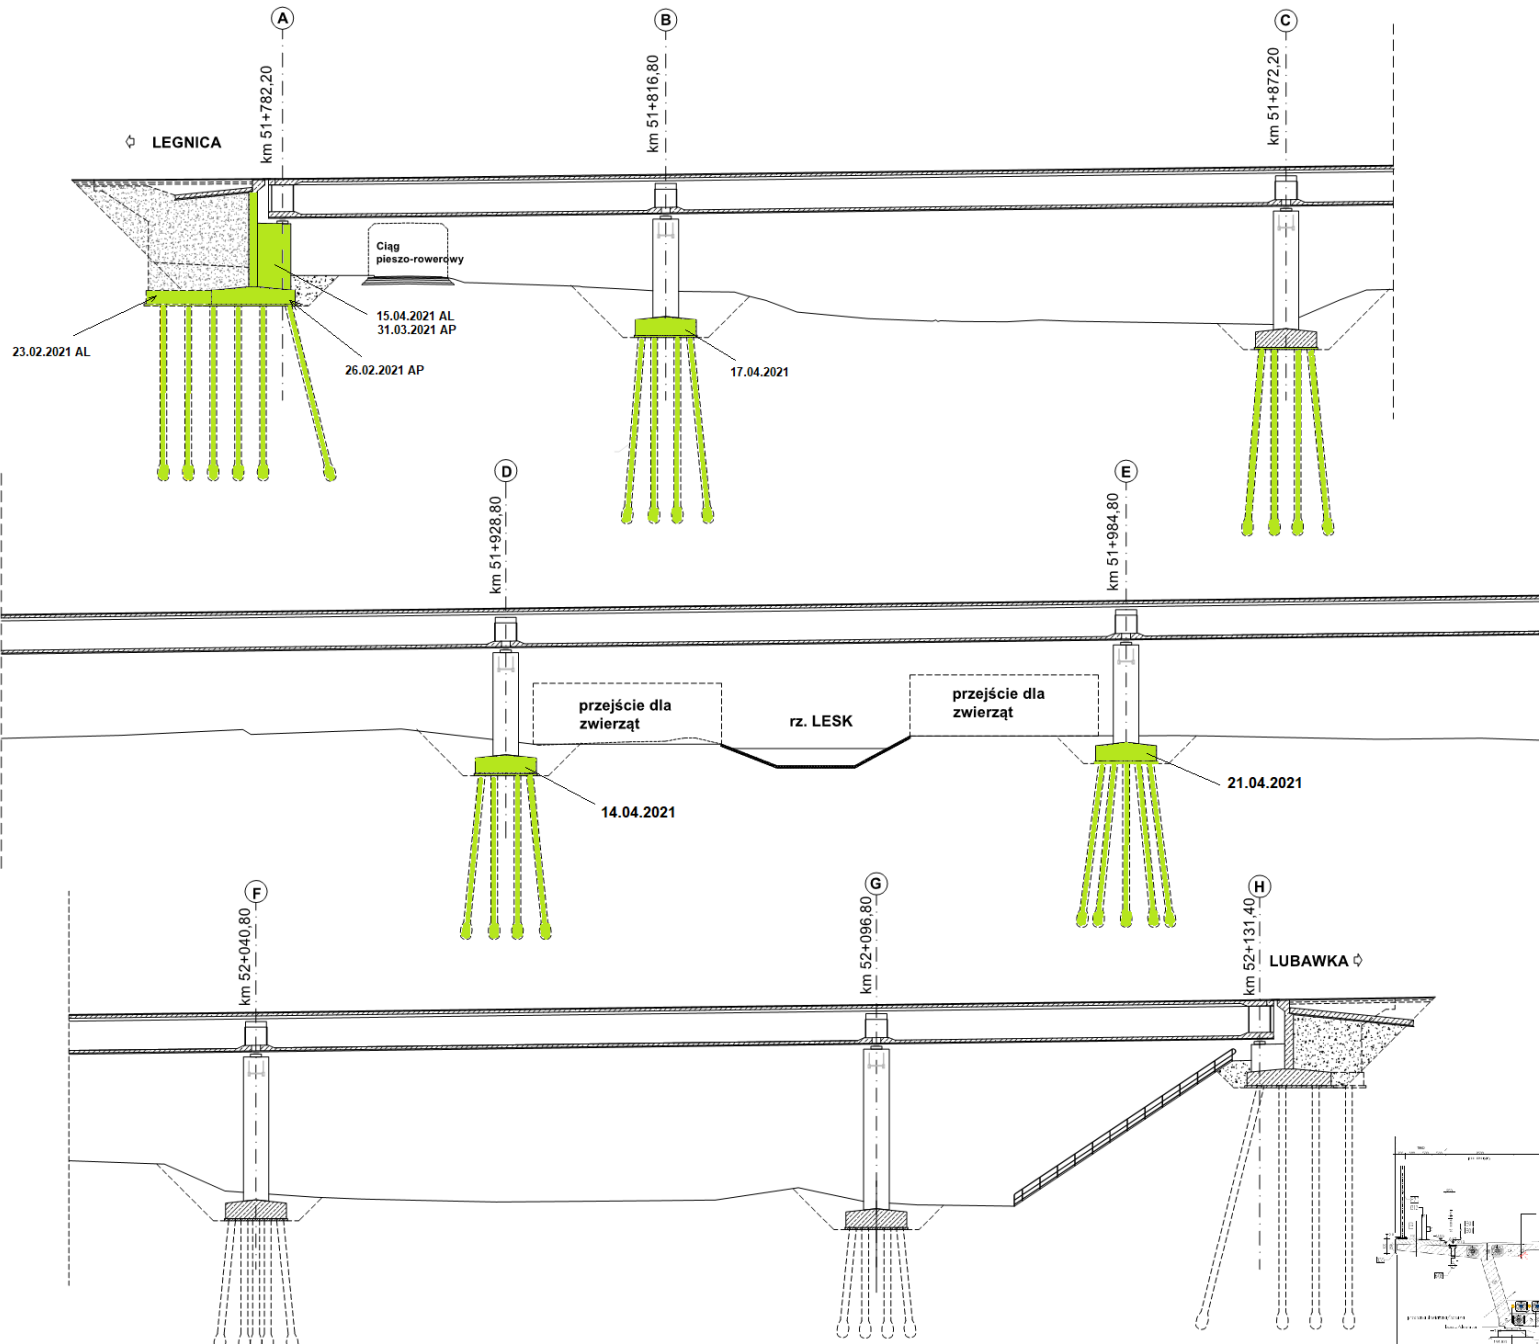 A
B
C
km 51+782,20
km 51+816,80
km 51+872,20
LEGNICA
Ciąg
pieszo-rowerowy
15.04.2021 AL
31.03.2021 AP
23.02.2021 AL
26.02.2021 AP
17.04.2021
D
E
km 51+928,80
km 51+984,80
przejście dla
zwierząt
rz. LESK
przejście dla
zwierząt
14.04.2021
21.04.2021
F
G
H
km 52+040,80
km 52+096,80
km 52+131,40
LUBAWKA